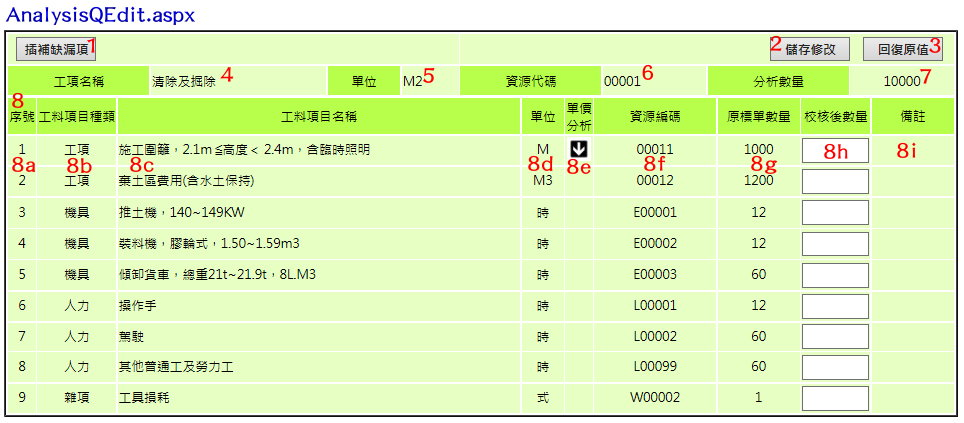 AnalysisQEdit.aspx
插補缺漏項 1 2 儲存修改 回復原值 3
工項名稱 清除及掘除 4 單位 M2 5 資源代碼 00001 6 分析數量 10000 7
8
序號 工料項目種類 工料項目名稱 單位 單價分析 資源編碼 原標單數量 校核後數量 備註
1 工項 施工圍籬，2.1m≦高度＜2.4m，含臨時照明 M 00011 1000
8a 8b 8c 8d 8e 8f 8g 8h 8i
2 工項 棄土區費用(含水土保持) M3 00012 1200
3 機具 推土機，140~149KW 時 E00001 12
4 機具 裝料機，膠輪式，1.50~1.59m3 時 E00002 12
5 機具 傾卸貨車，總重21t~21.9t，8L.M3 時 E00003 60
6 人力 操作手 時 L00001 12
7 人力 駕駛 時 L00002 60
8 人力 其他普通工及勞力工 時 L00099 60
9 雜項 工具損耗 式 W00002 1